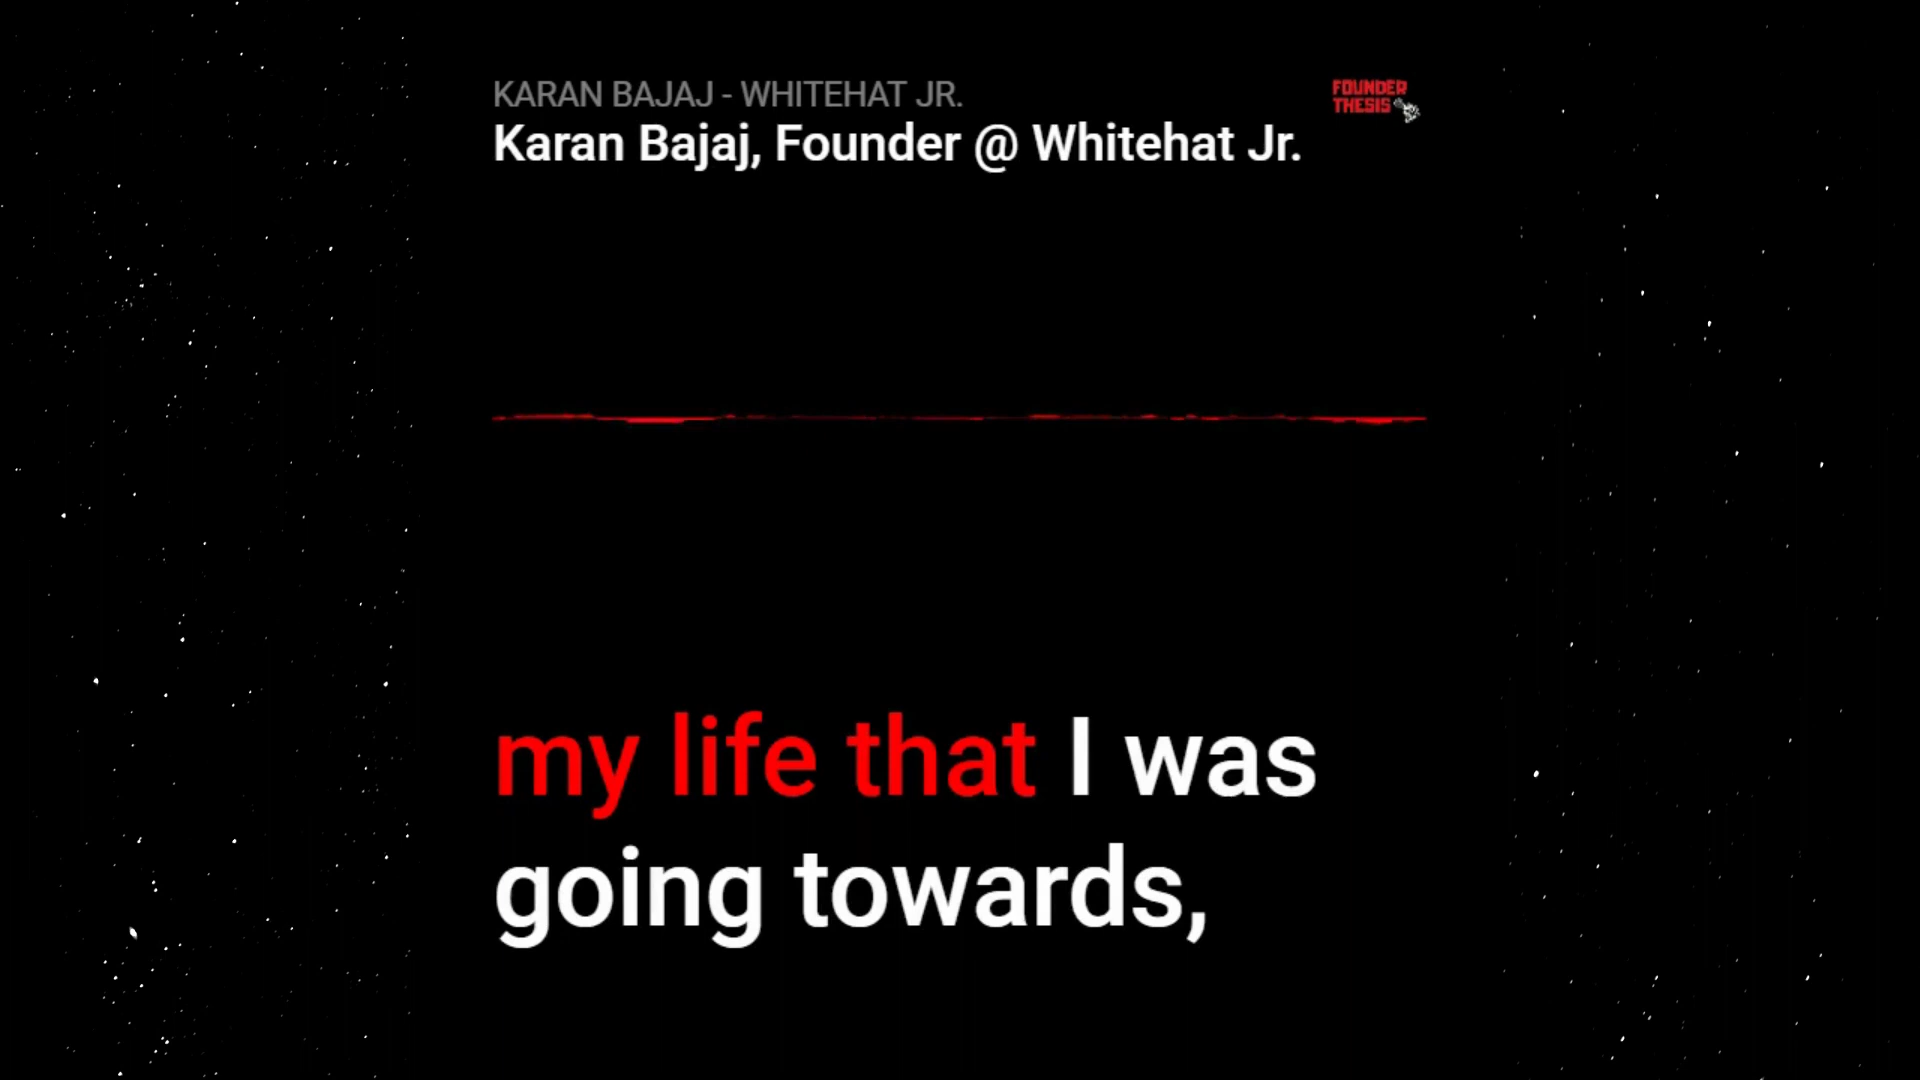 KARAN BAJAJ - WHITEHAT JR.
Karan Bajaj, Founder @ Whitehat Jr.
FOUNDER
THESIS
my life that I was
going towards,